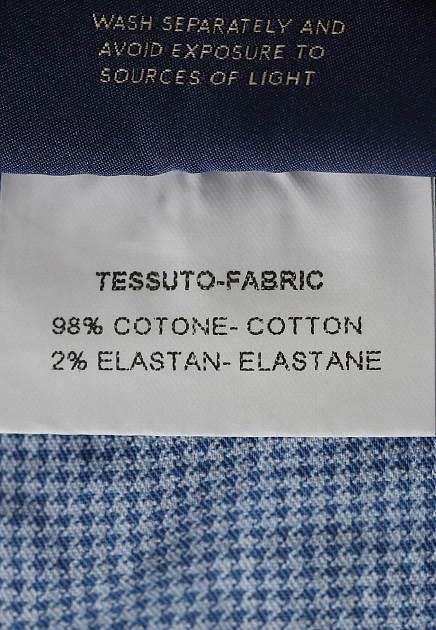 WASH SEPARATELY AND
AVOID EXPOSURE TO
SOURCES OF LIGHT
TESSUTO-FABRIC
98% COTONE- COTTON
2% ELASTAN- ELASTANE